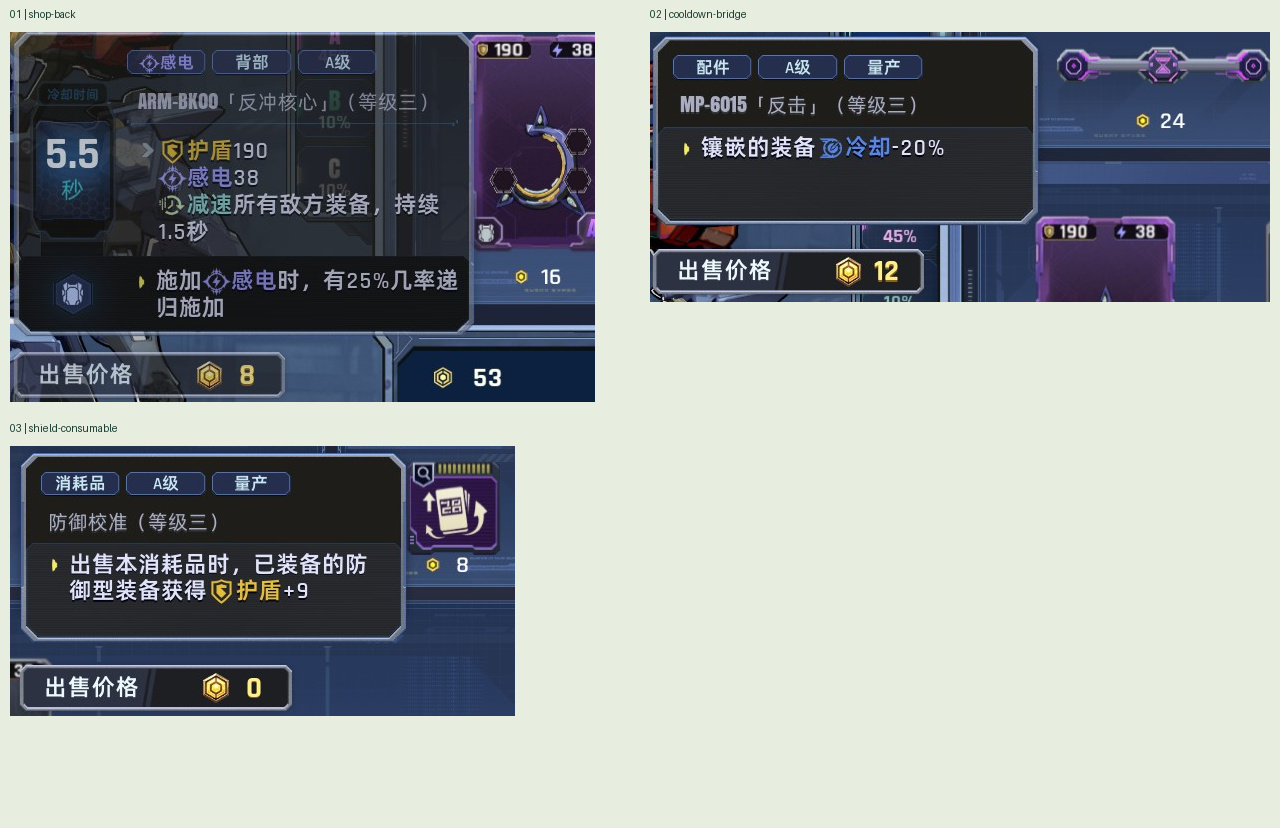 01 | shop-back
感电 背部 A级
冷却时间
ARM-BK00「反冲核心」（等级三）
5.5
秒
护盾190
感电38
减速所有敌方装备，持续
1.5秒
施加感电时，有25%几率递
归施加
出售价格 8
A
B
10%
C
10%
190 38
16
53
02 | cooldown-bridge
配件 A级 量产
MP-6015「反击」（等级三）
镶嵌的装备冷却-20%
出售价格 12
24
45%
10%
190 38
03 | shield-consumable
消耗品 A级 量产
防御校准（等级三）
出售本消耗品时，已装备的防
御型装备获得护盾+9
出售价格 0
8